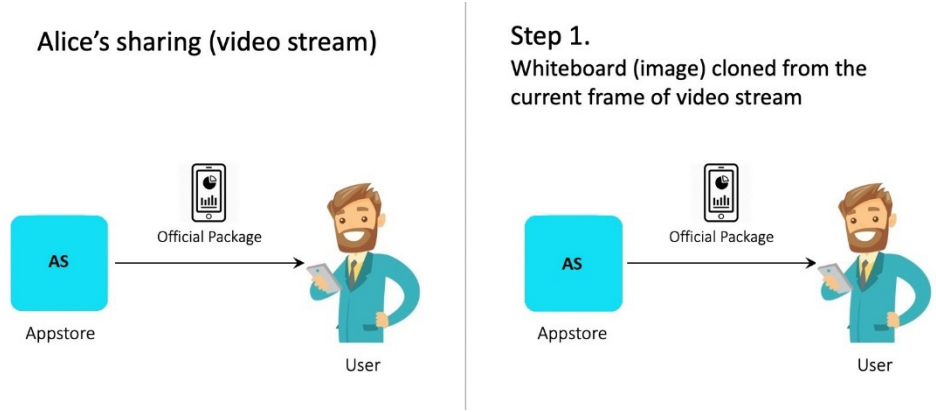 Alice’s sharing (video stream)
Official Package
AS
Appstore
User
Step 1.
Whiteboard (image) cloned from the
current frame of video stream
Official Package
AS
Appstore
User